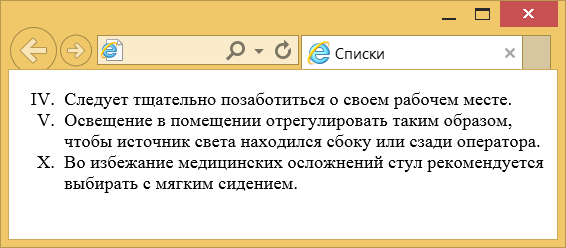 Списки
IV. Следует тщательно позаботиться о своем рабочем месте.
V. Освещение в помещении отрегулировать таким образом,
чтобы источник света находился сбоку или сзади оператора.
X. Во избежание медицинских осложнений стул рекомендуется
выбирать с мягким сидением.